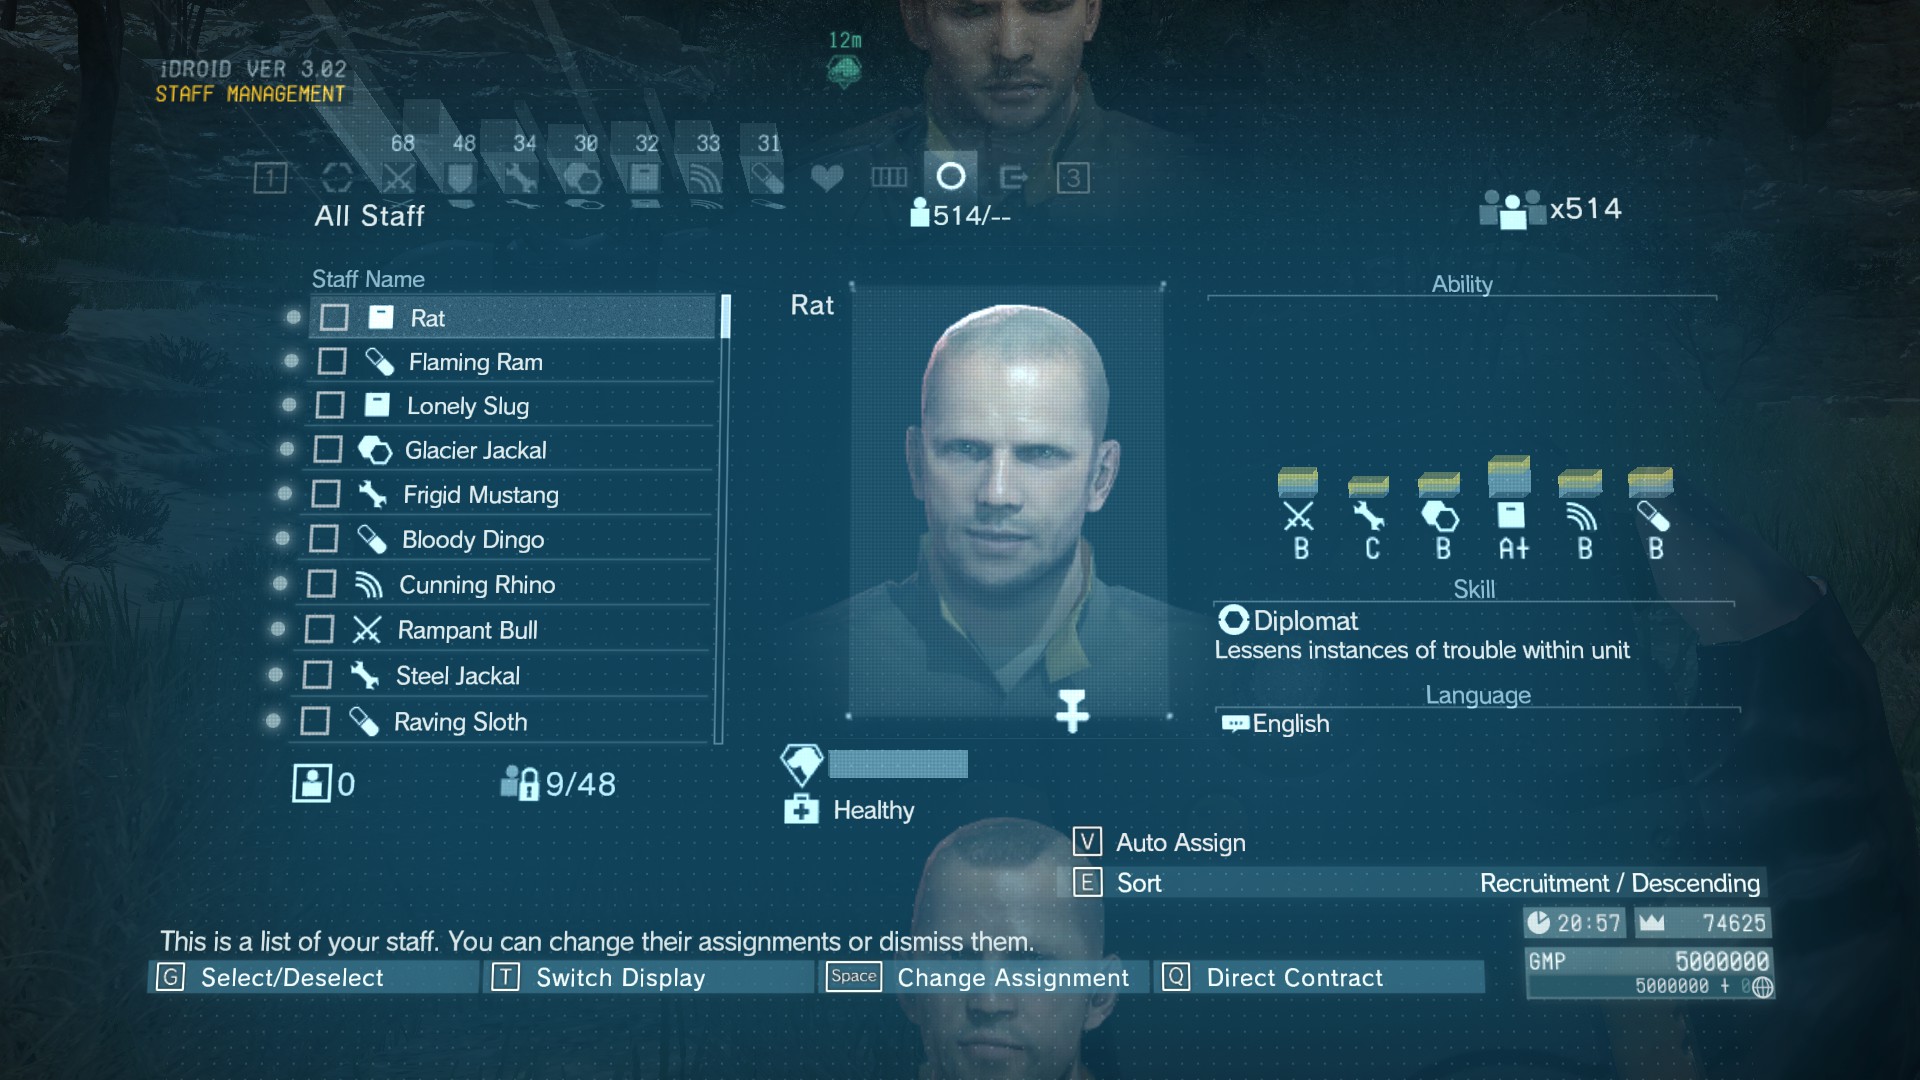 iDROID VER 3.02
STAFF MANAGEMENT
12m
68 48 34 30 32 33 31
1
3
All Staff
514/--
x514
Staff Name
Rat
Flaming Ram
Lonely Slug
Glacier Jackal
Frigid Mustang
Bloody Dingo
Cunning Rhino
Rampant Bull
Steel Jackal
Raving Sloth
0
9/48
Rat
Healthy
Ability
B C B A+ B B
Skill
Diplomat
Lessens instances of trouble within unit
Language
English
V Auto Assign
E Sort Recruitment / Descending
20:57 74625
GMP 5000000
5000000 + 0
This is a list of your staff. You can change their assignments or dismiss them.
G Select/Deselect T Switch Display Space Change Assignment Q Direct Contract